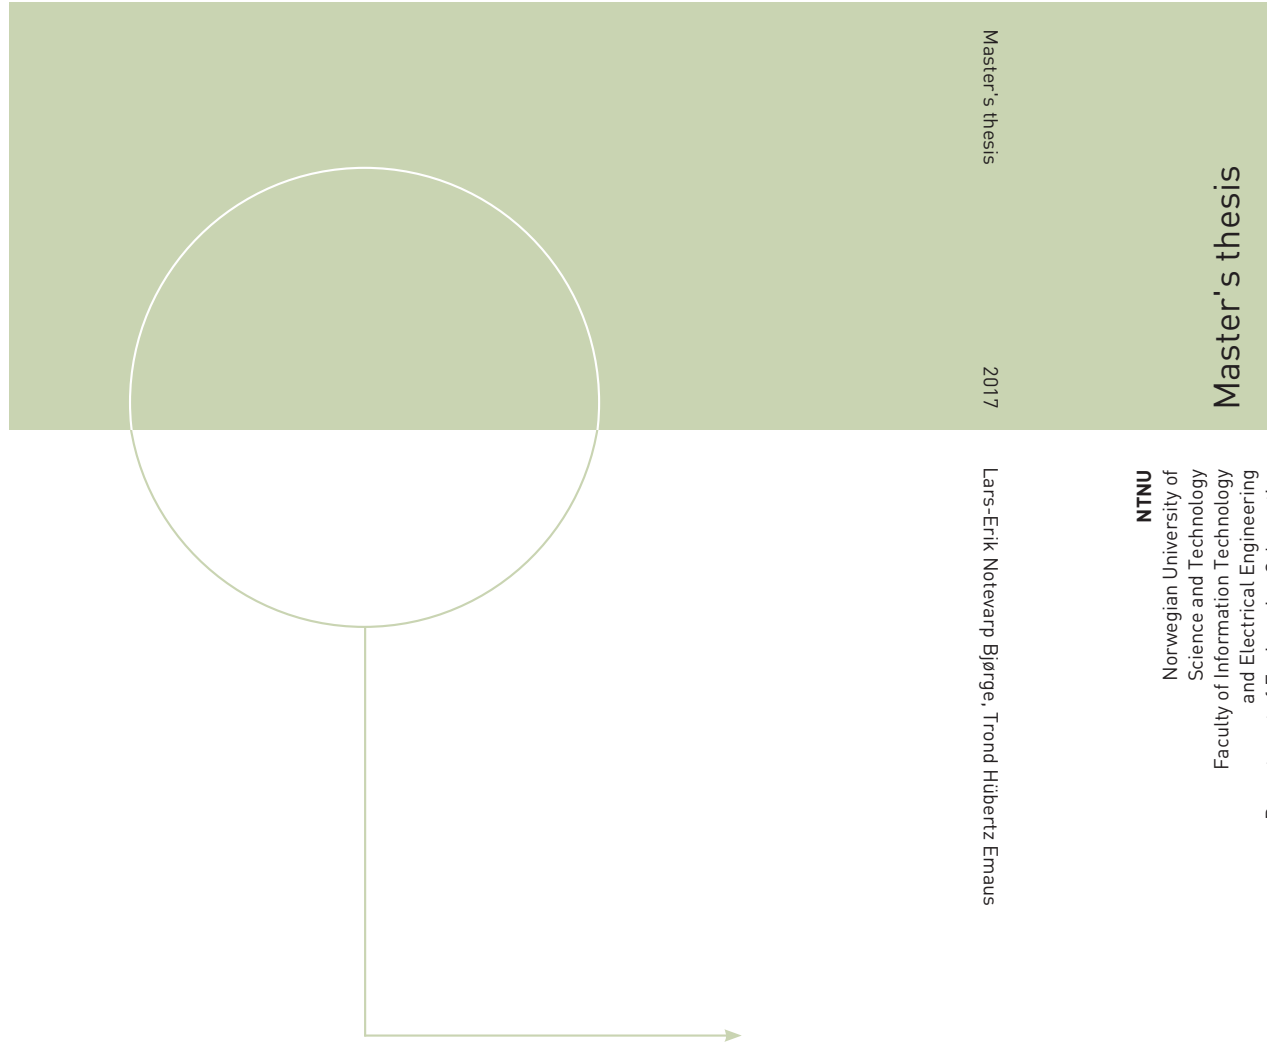 Master's thesis
2017
Lars-Erik Notevarp Bjørge, Trond Hübertz Emaus
Master's thesis
NTNU
Norwegian University of
Science and Technology
Faculty of Information Technology
and Electrical Engineering